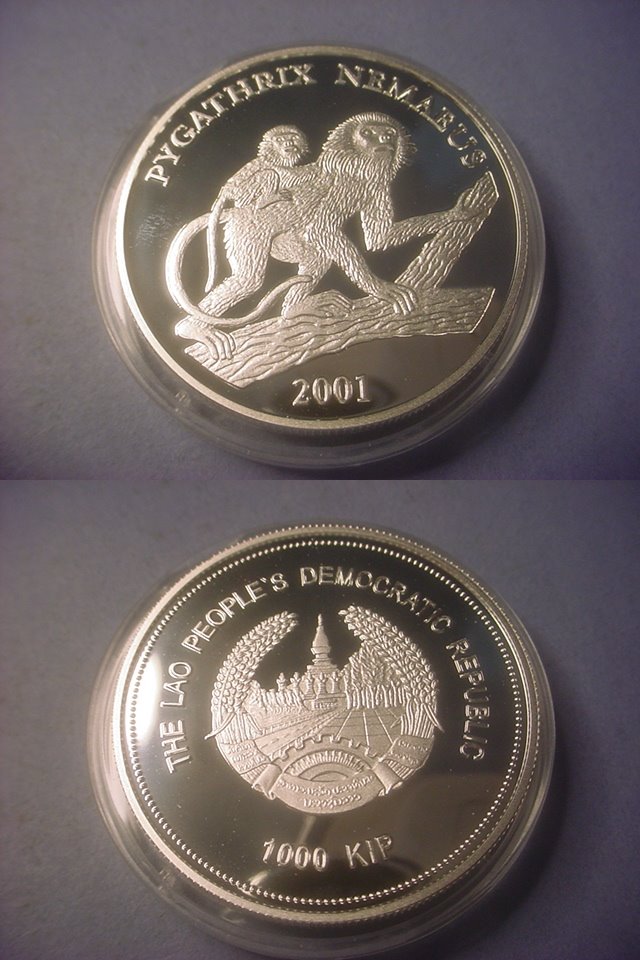 PYGATHRIX NEMAEUS
2001
THE LAO PEOPLE'S DEMOCRATIC REPUBLIC
1000 KIP